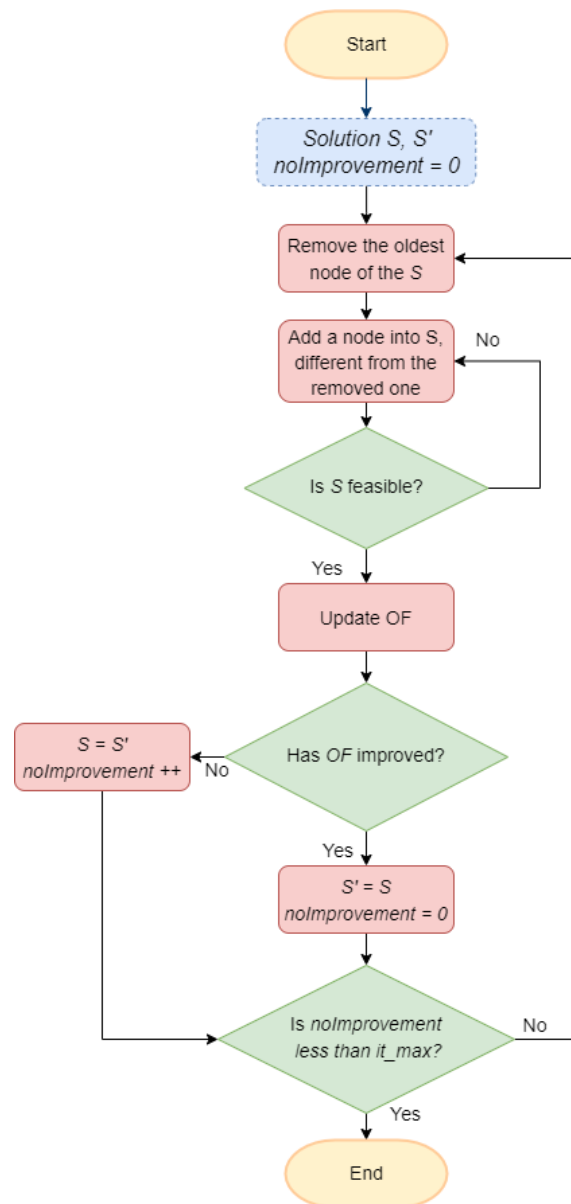 Start
Solution S, S'
noImprovement = 0
Remove the oldest
node of the S
Add a node into S,
different from the
removed one
No
Is S feasible?
Yes
Update OF
S = S'
noImprovement ++
No
Has OF improved?
Yes
S' = S
noImprovement = 0
Is noImprovement
less than it_max?
No
Yes
End